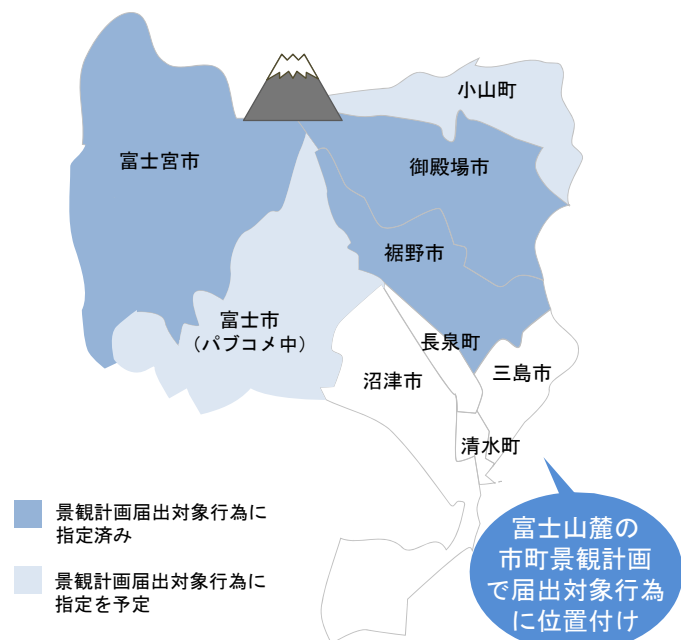 小山町
富士宮市
御殿場市
裾野市
富士市
（パブコメ中）
長泉町
三島市
沼津市
清水町
景観計画届出対象行為に
指定済み
景観計画届出対象行為に
指定を予定
富士山麓の
市町景観計画
で届出対象行為
に位置付け